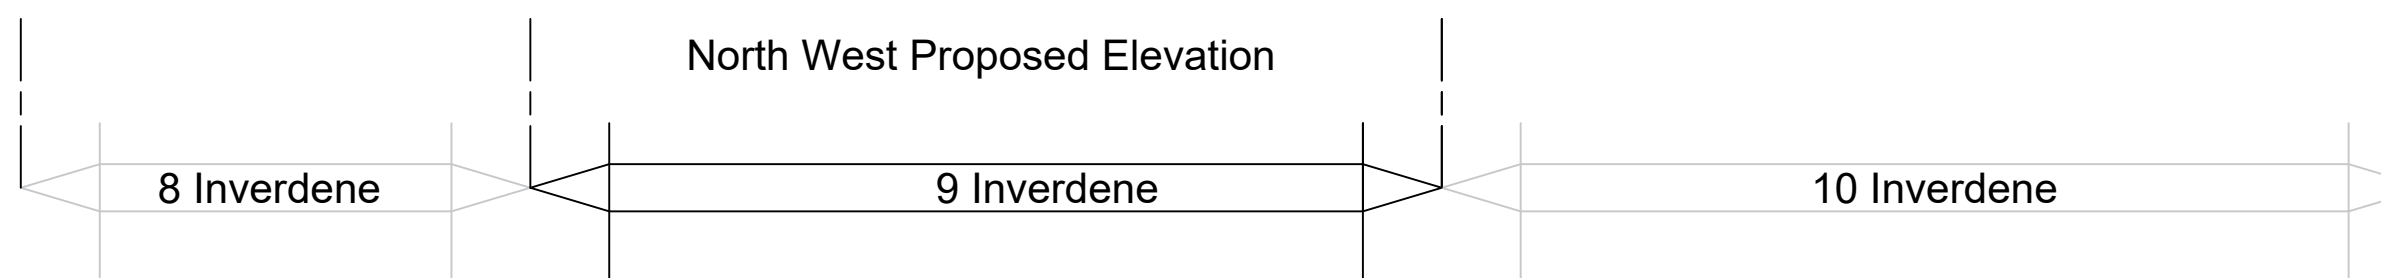 North West Proposed Elevation
8 Inverdene
9 Inverdene
10 Inverdene